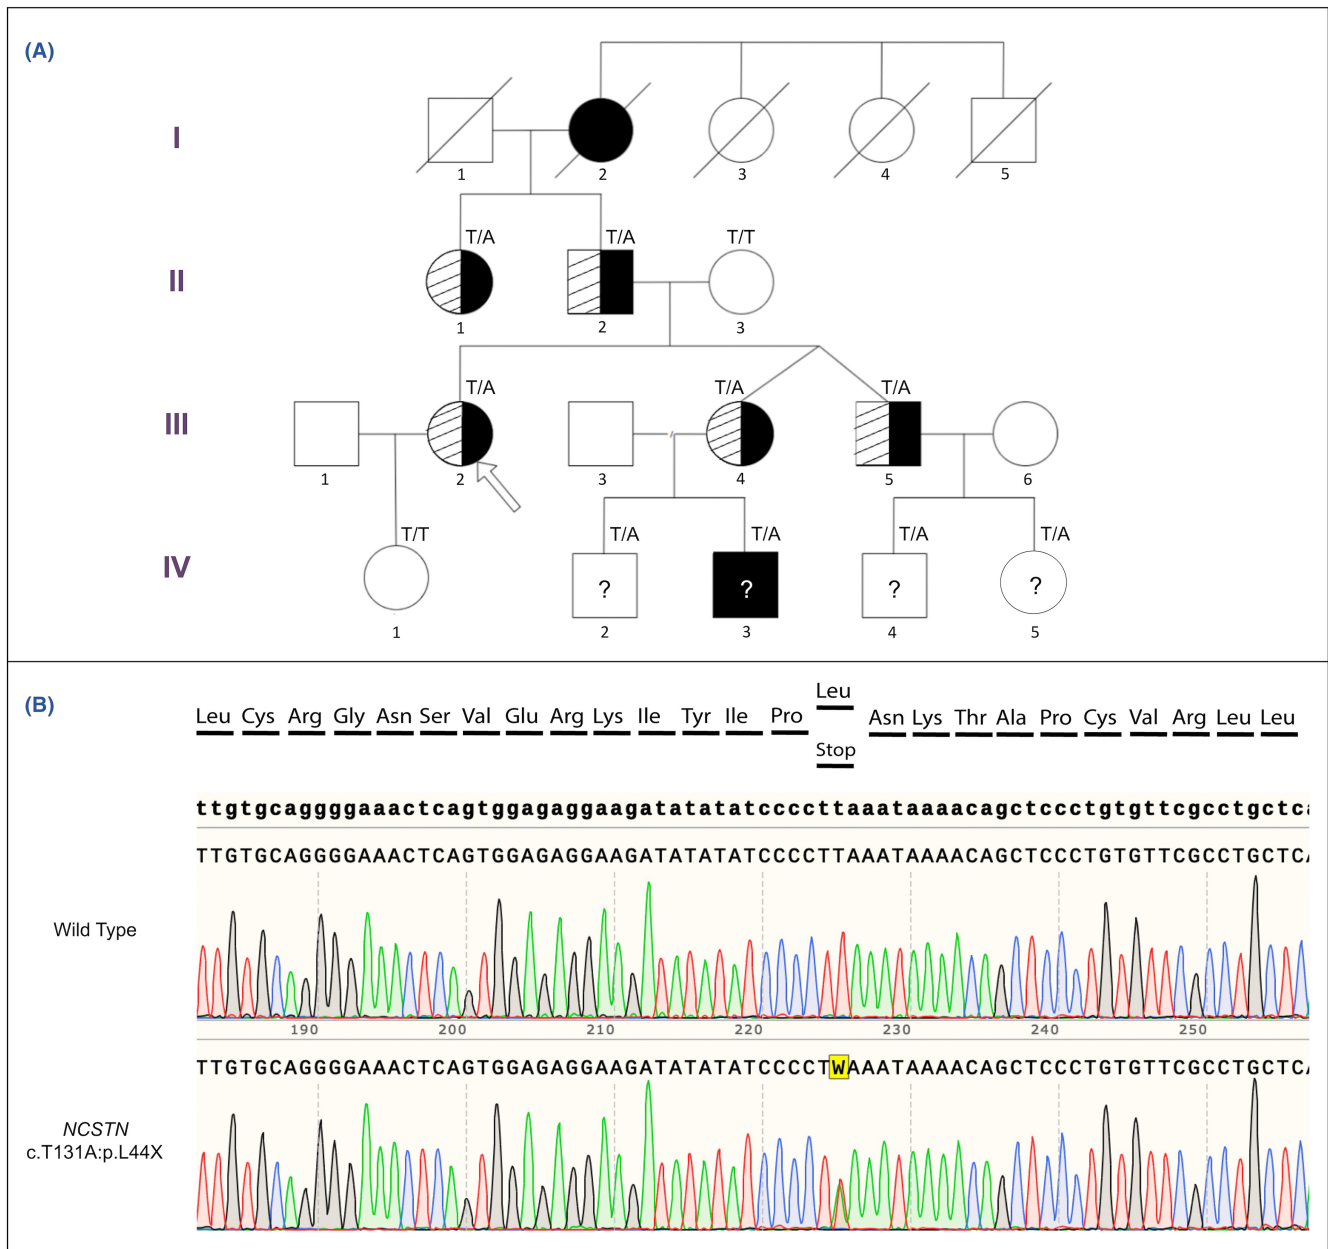 (A)
I
1 2 3 4 5
T/A T/A T/T
II
1 2 3
T/A T/A T/A
III
1 2 3 4 5 6
T/T T/A T/A T/A T/A
IV
? ? ? ?
1 2 3 4 5
(B)
Leu
Leu Cys Arg Gly Asn Ser Val Glu Arg Lys Ile Tyr Ile Pro Asn Lys Thr Ala Pro Cys Val Arg Leu Leu
Stop
ttgtgcaggggaaactcagtggagaggaagatatatatccccttaaataaaacagctccctgtgttcgcctgctca
TTGTGCAGGGGAAACTCAGTGGAGAGGAAGATATATATCCCCTTAAATAAAACAGCTCCCTGTGTTCGCCTGCTCA
Wild Type
190 200 210 220 230 240 250
TTGTGCAGGGGAAACTCAGTGGAGAGGAAGATATATATCCCCTWAAATAAAACAGCTCCCTGTGTTCGCCTGCTCA
NCSTN
c.T131A:p.L44X